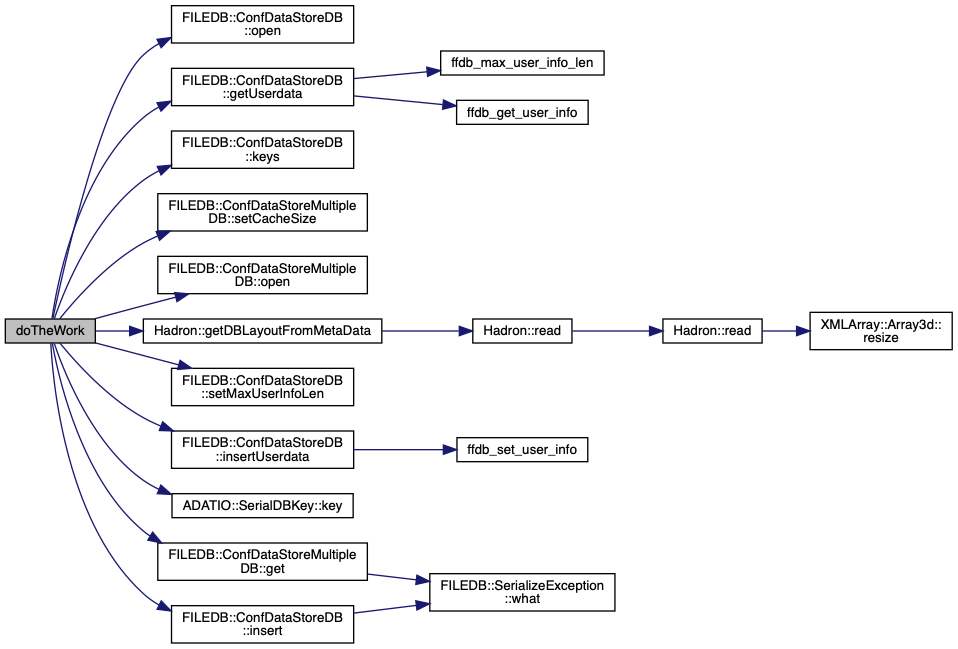 FILEDB::ConfDataStoreDB
::open
FILEDB::ConfDataStoreDB
::getUserdata
ffdb_max_user_info_len
ffdb_get_user_info
FILEDB::ConfDataStoreDB
::keys
FILEDB::ConfDataStoreMultiple
DB::setCacheSize
FILEDB::ConfDataStoreMultiple
DB::open
doTheWork
Hadron::getDBLayoutFromMetaData
Hadron::read
Hadron::read
XMLArray::Array3d::
resize
FILEDB::ConfDataStoreDB
::setMaxUserInfoLen
FILEDB::ConfDataStoreDB
::insertUserdata
ffdb_set_user_info
ADATIO::SerialDBKey::key
FILEDB::ConfDataStoreMultiple
DB::get
FILEDB::SerializeException
::what
FILEDB::ConfDataStoreDB
::insert